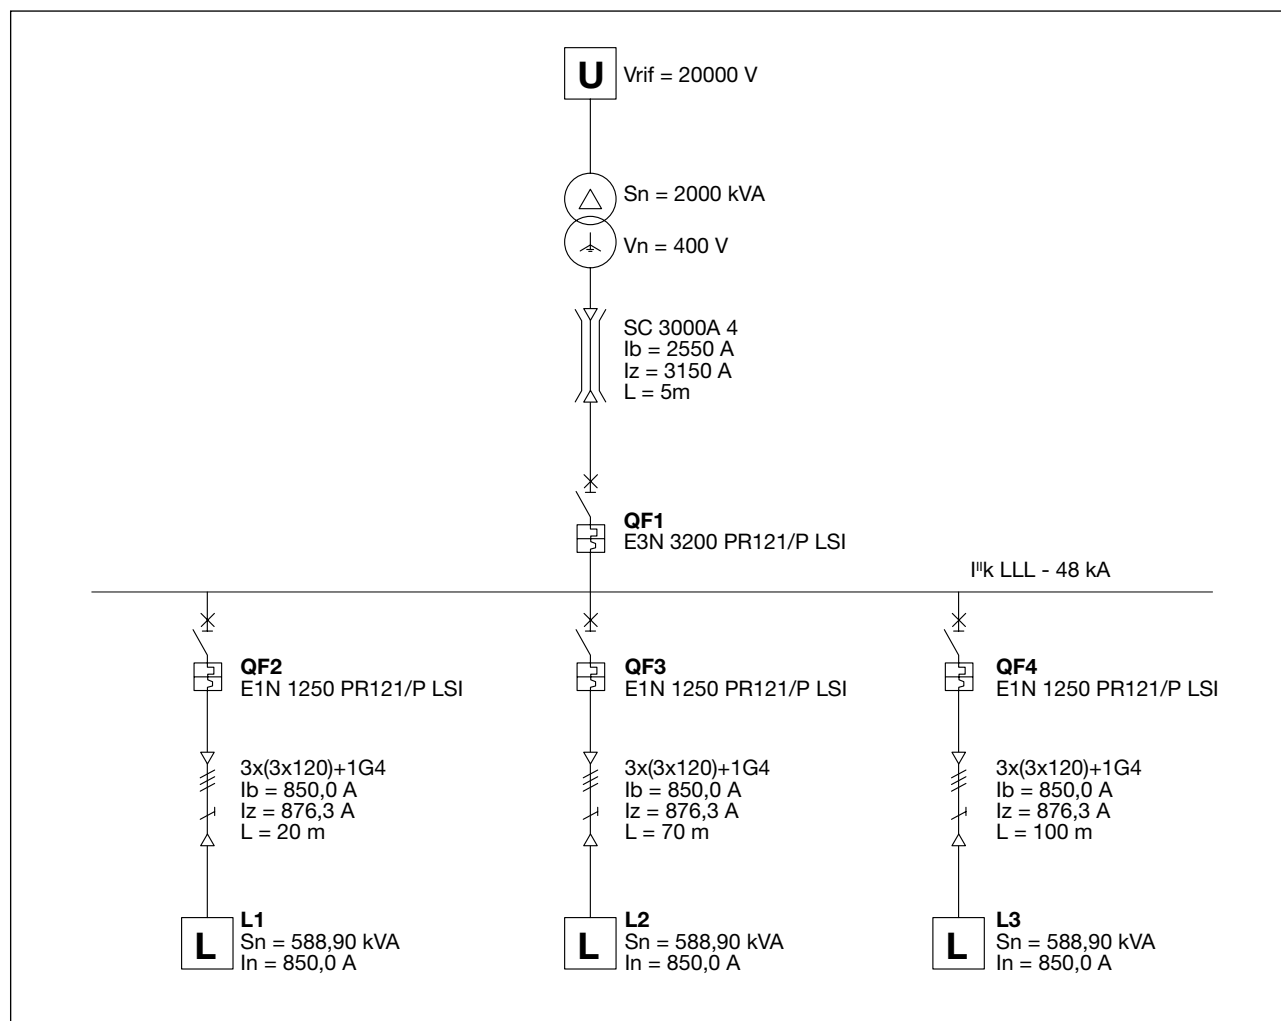 U
Vrif = 20000 V
Sn = 2000 kVA
Vn = 400 V
SC 3000A 4
Ib = 2550 A
Iz = 3150 A
L = 5m
QF1
E3N 3200 PR121/P LSI
IᴵᴵᴵK LLL - 48 kA
QF2
E1N 1250 PR121/P LSI
QF3
E1N 1250 PR121/P LSI
QF4
E1N 1250 PR121/P LSI
3x(3x120)+1G4
Ib = 850,0 A
Iz = 876,3 A
L = 20 m
3x(3x120)+1G4
Ib = 850,0 A
Iz = 876,3 A
L = 70 m
3x(3x120)+1G4
Ib = 850,0 A
Iz = 876,3 A
L = 100 m
L
L1
Sn = 588,90 kVA
In = 850,0 A
L
L2
Sn = 588,90 kVA
In = 850,0 A
L
L3
Sn = 588,90 kVA
In = 850,0 A